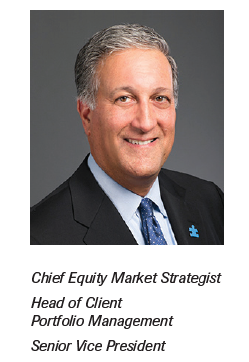 Chief Equity Market Strategist
Head of Client
Portfolio Management
Senior Vice President